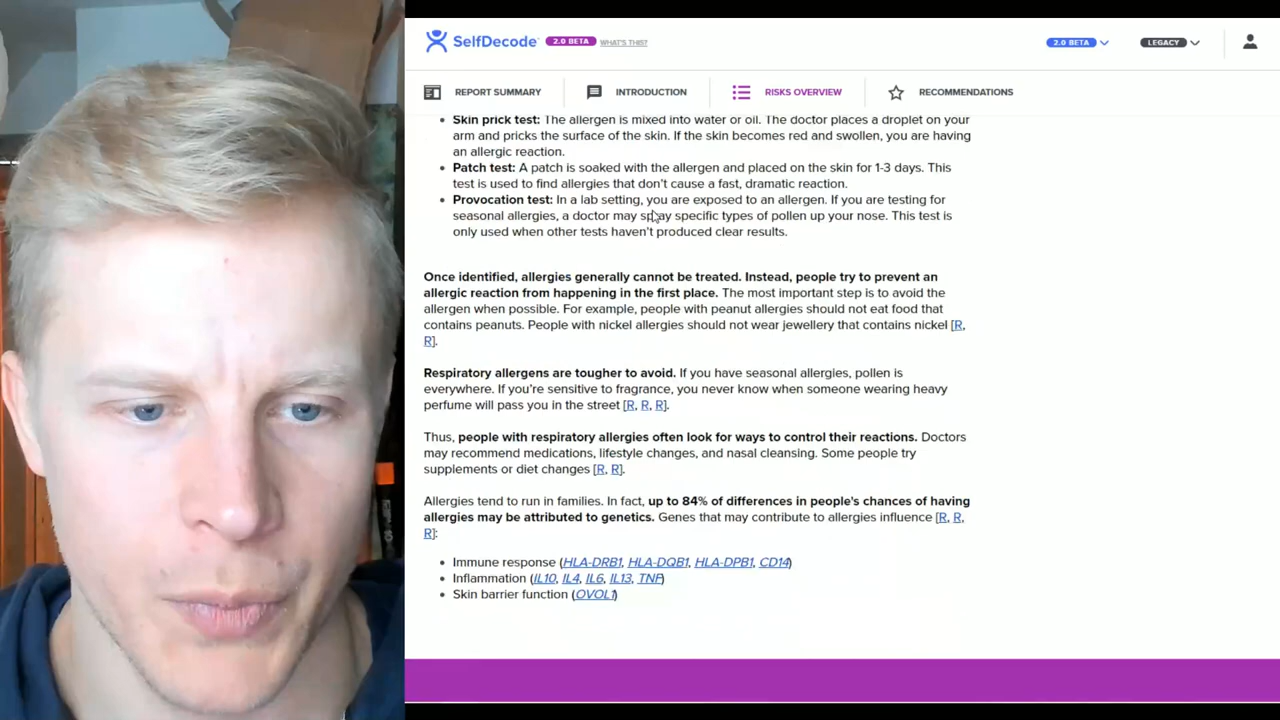 SelfDecode 2.0 BETA WHAT'S THIS? 2.0 BETA LEGACY
REPORT SUMMARY INTRODUCTION RISKS OVERVIEW RECOMMENDATIONS
Skin prick test: The allergen is mixed into water or oil. The doctor places a droplet on your
arm and pricks the surface of the skin. If the skin becomes red and swollen, you are having
an allergic reaction.
Patch test: A patch is soaked with the allergen and placed on the skin for 1-3 days. This
test is used to find allergies that don't cause a fast, dramatic reaction.
Provocation test: In a lab setting, you are exposed to an allergen. If you are testing for
seasonal allergies, a doctor may spray specific types of pollen up your nose. This test is
only used when other tests haven't produced clear results.
Once identified, allergies generally cannot be treated. Instead, people try to prevent an
allergic reaction from happening in the first place. The most important step is to avoid the
allergen when possible. For example, people with peanut allergies should not eat food that
contains peanuts. People with nickel allergies should not wear jewellery that contains nickel [R,
R].
Respiratory allergens are tougher to avoid. If you have seasonal allergies, pollen is
everywhere. If you're sensitive to fragrance, you never know when someone wearing heavy
perfume will pass you in the street [R, R, R].
Thus, people with respiratory allergies often look for ways to control their reactions. Doctors
may recommend medications, lifestyle changes, and nasal cleansing. Some people try
supplements or diet changes [R, R].
Allergies tend to run in families. In fact, up to 84% of differences in people's chances of having
allergies may be attributed to genetics. Genes that may contribute to allergies influence [R, R,
R]:
Immune response (HLA-DRB1, HLA-DQB1, HLA-DPB1, CD14)
Inflammation (IL10, IL4, IL6, IL13, TNF)
Skin barrier function (OVOL1)